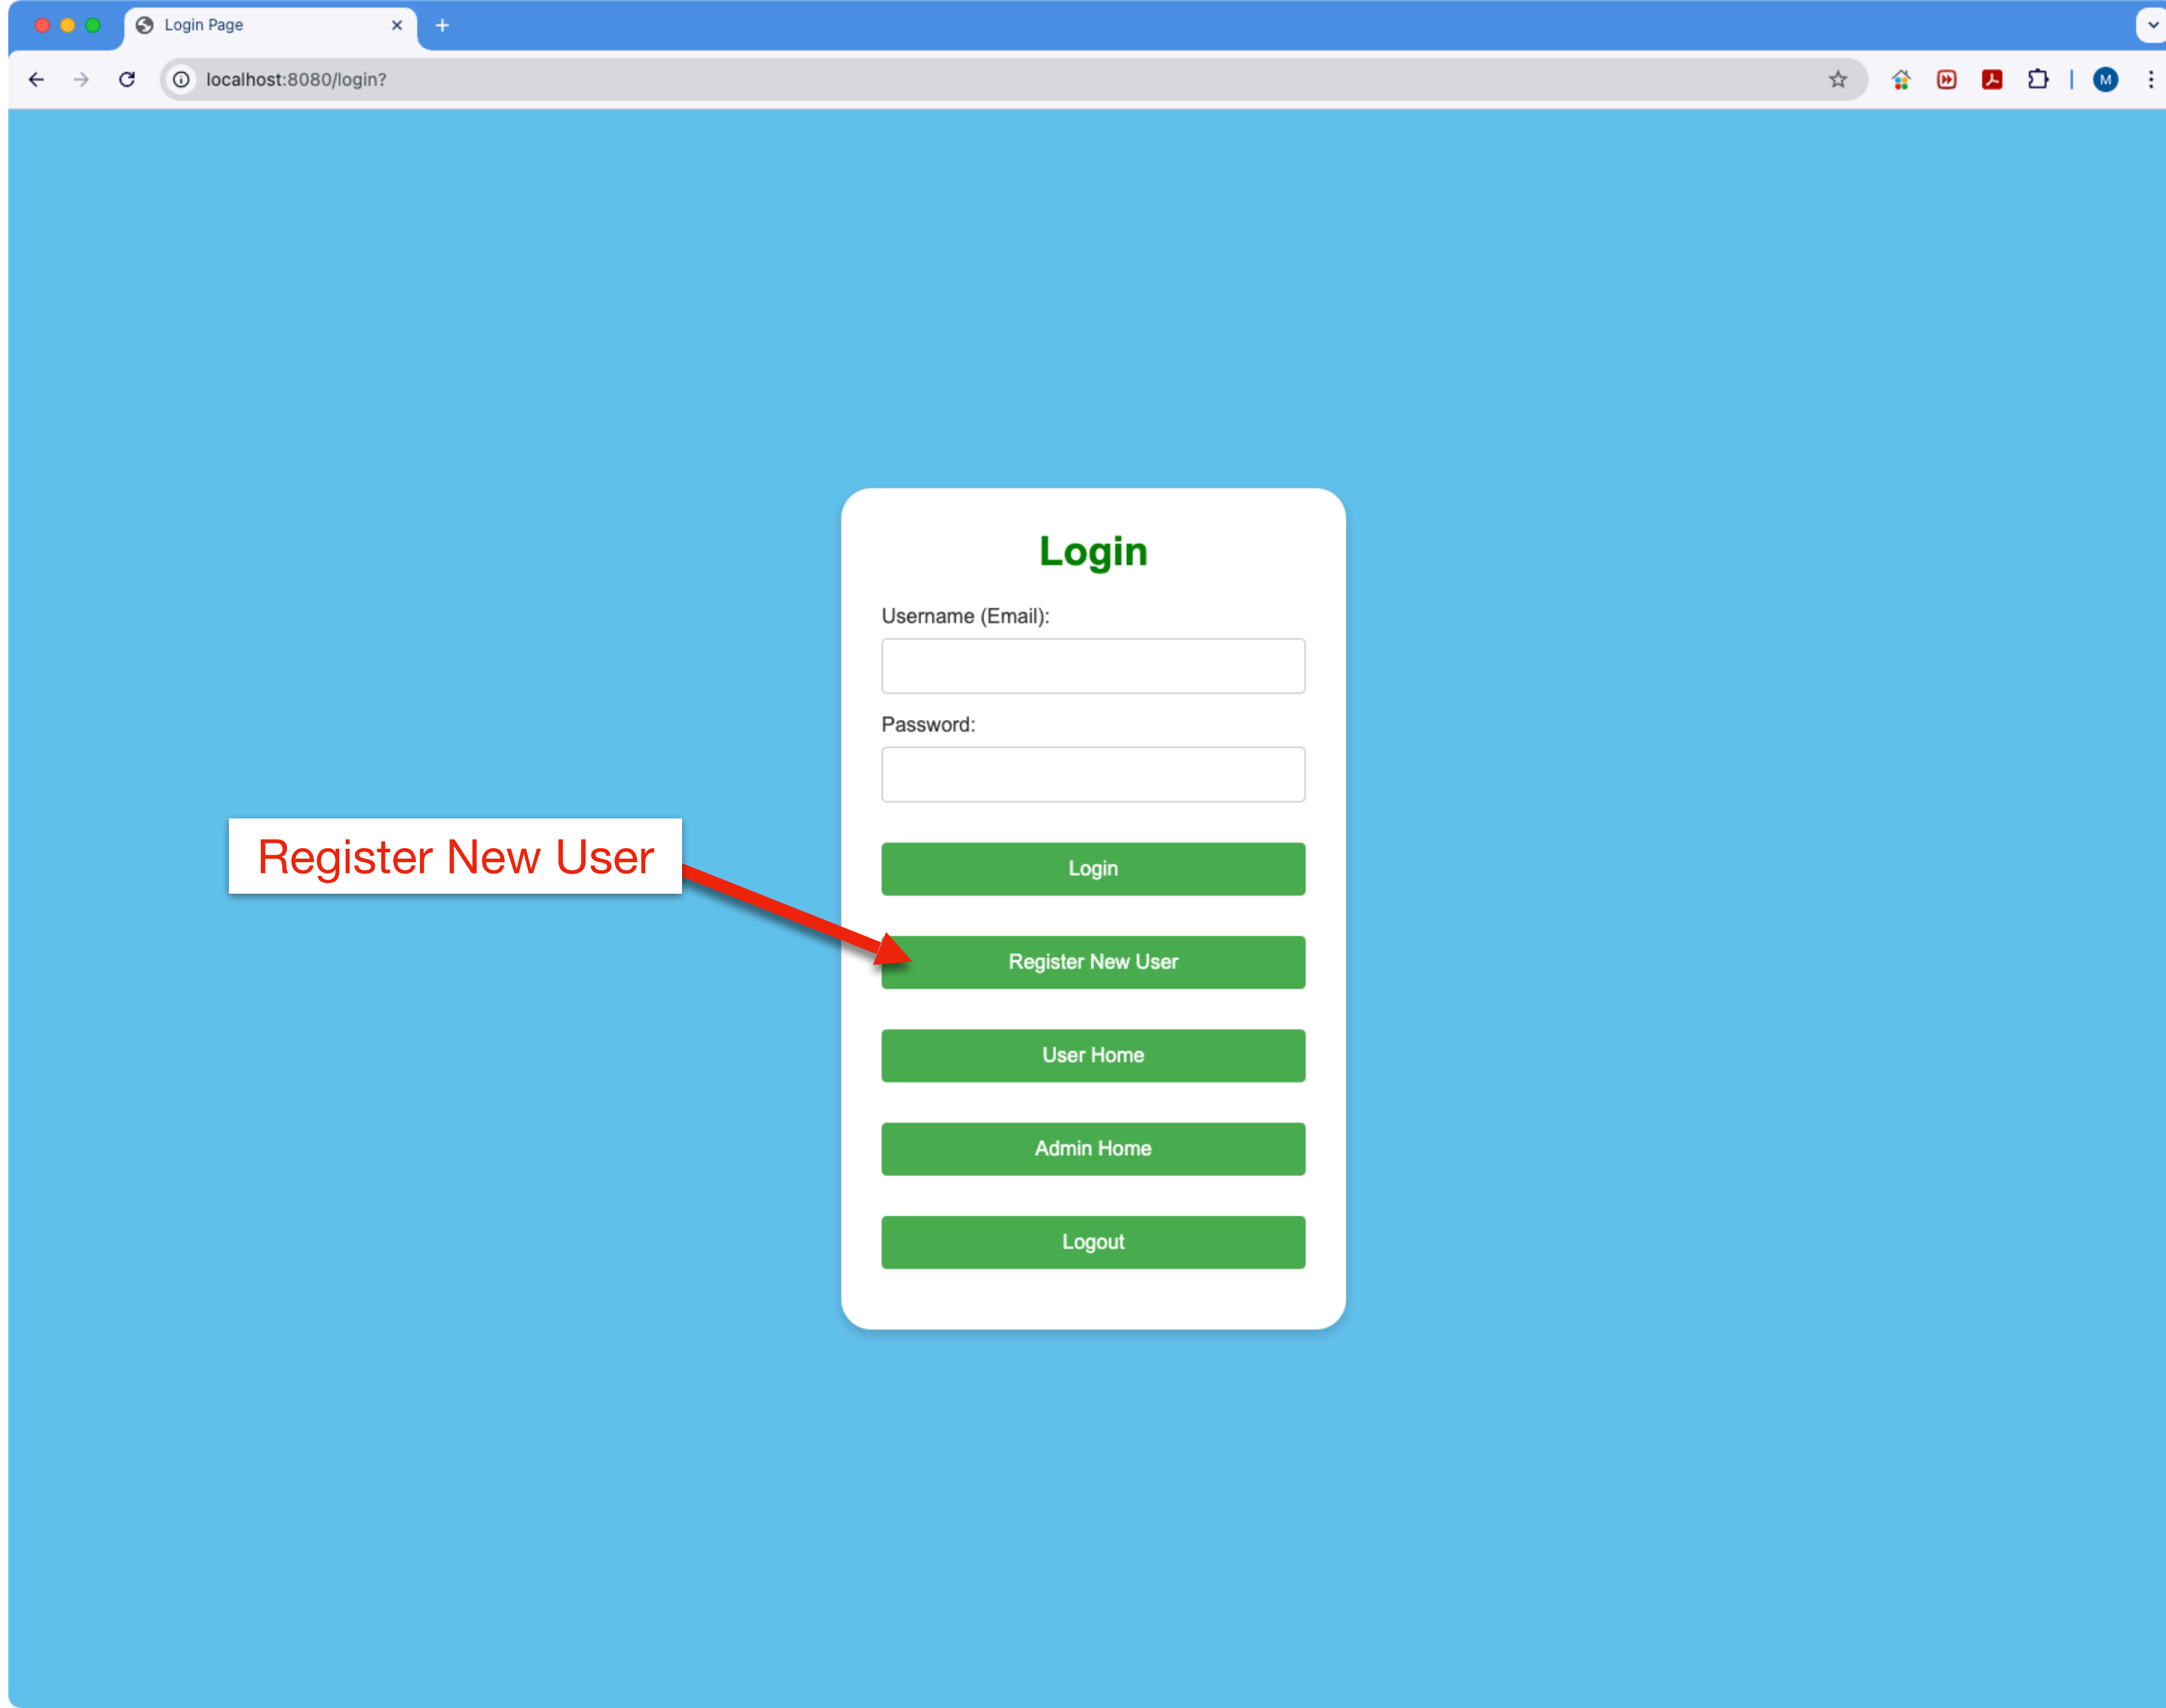 Login Page
localhost:8080/login?
M
Login
Username (Email):
Password:
Login
Register New User
Register New User
User Home
Admin Home
Logout